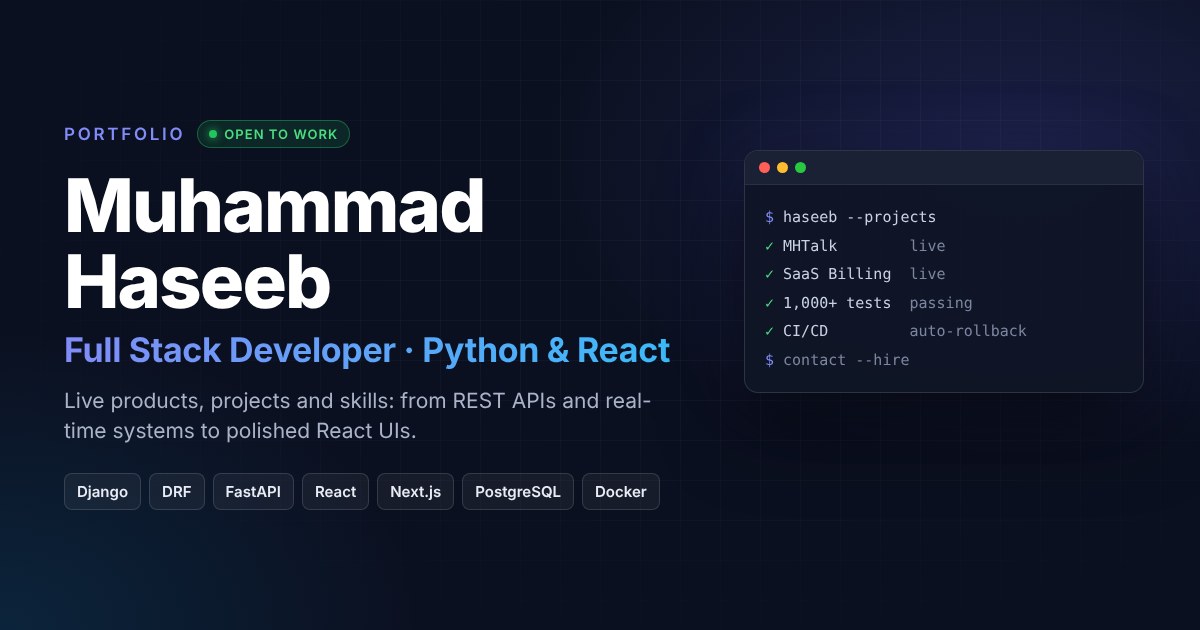 PORTFOLIO
OPEN TO WORK
Muhammad
Haseeb
Full Stack Developer · Python & React
Live products, projects and skills: from REST APIs and real-
time systems to polished React UIs.
Django DRF FastAPI React Next.js PostgreSQL Docker
$ haseeb --projects
✓ MHTalk live
✓ SaaS Billing live
✓ 1,000+ tests passing
✓ CI/CD auto-rollback
$ contact --hire